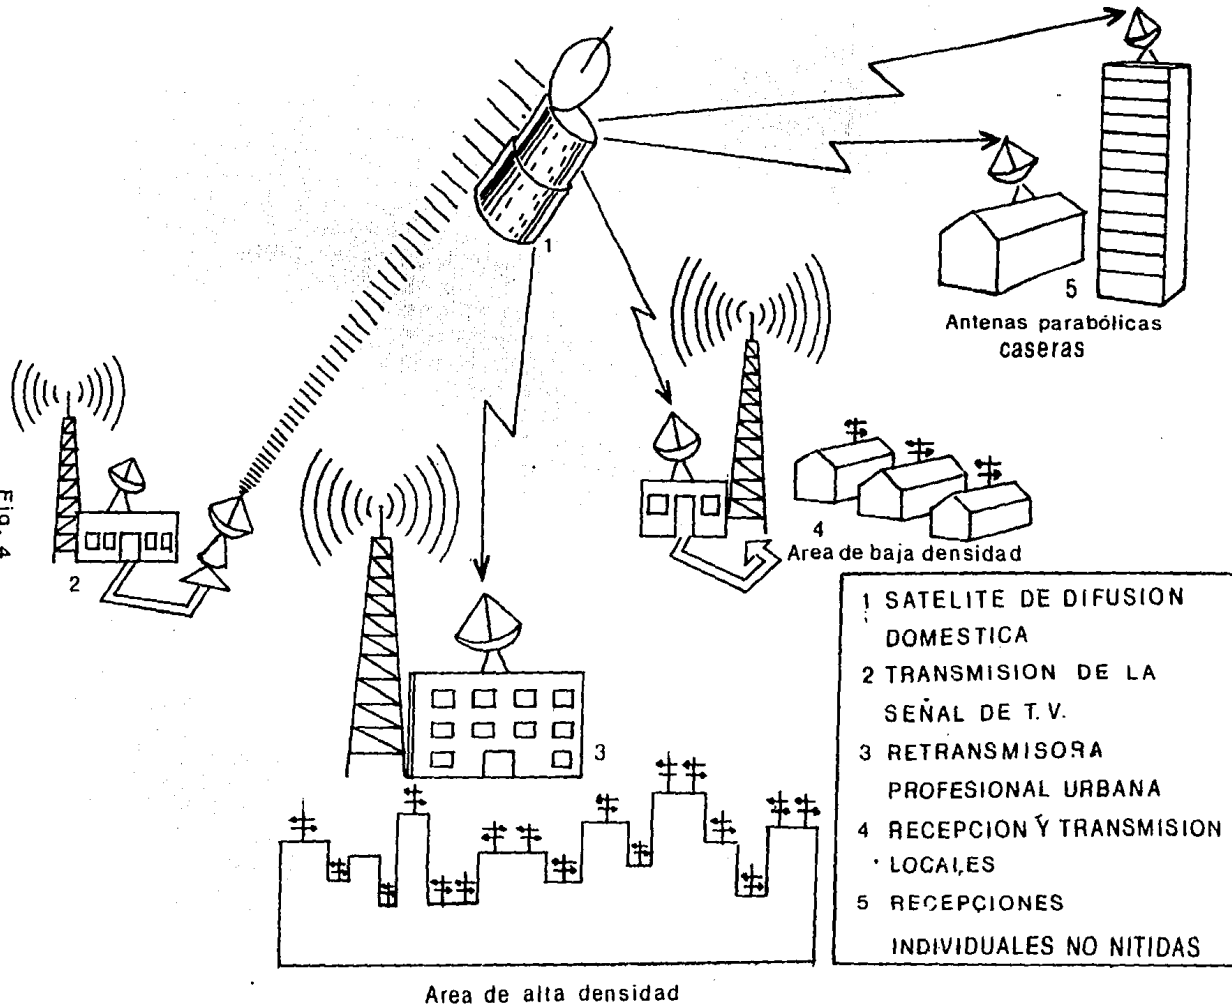 1
5
Antenas parabólicas
caseras
Fig. 4
2
3
4
Area de baja densidad
1 SATELITE DE DIFUSION
DOMESTICA
2 TRANSMISION DE LA
SEÑAL DE T.V.
3 RETRANSMISORA
PROFESIONAL URBANA
4 RECEPCION Y TRANSMISION
LOCALES
5 RECEPCIONES
INDIVIDUALES NO NITIDAS
Area de alta densidad